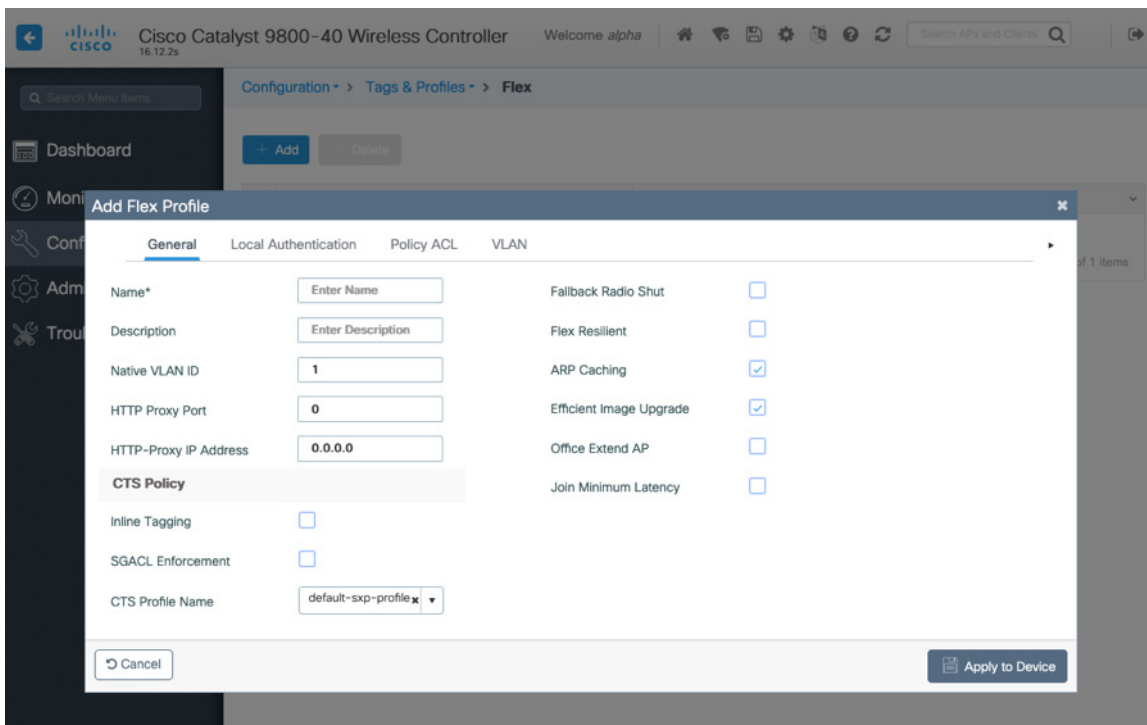 CISCO
Cisco Catalyst 9800-40 Wireless Controller
16.12.2s
Welcome alpha
Search APs and Clients
Search Menu Items
Configuration > Tags & Profiles > Flex
Dashboard
+ Add
Delete
Moni
Conf
Adm
Troul
of 1 items
Add Flex Profile
General Local Authentication Policy ACL VLAN
Name* Enter Name Fallback Radio Shut
Description Enter Description Flex Resilient
Native VLAN ID 1 ARP Caching
HTTP Proxy Port 0 Efficient Image Upgrade
HTTP-Proxy IP Address 0.0.0.0 Office Extend AP
CTS Policy Join Minimum Latency
Inline Tagging
SGACL Enforcement
CTS Profile Name default-sxp-profile
Cancel Apply to Device